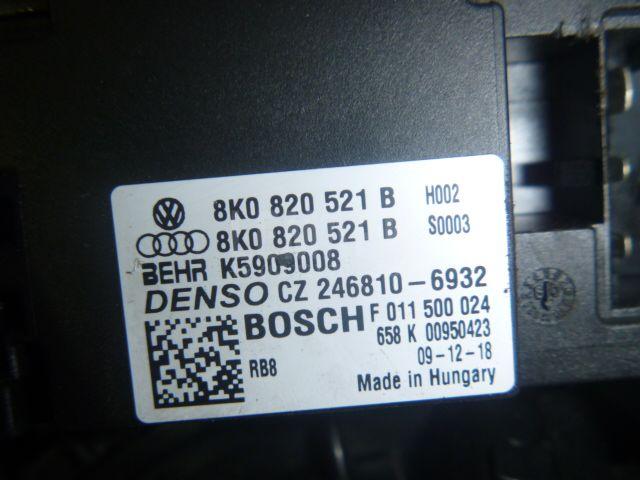 8K0 820 521 B H002
8K0 820 521 B S0003
BEHR K5909008
DENSO CZ 246810-6932
BOSCH F 011 500 024
658 K 00950423
RB8 09-12-18
Made in Hungary